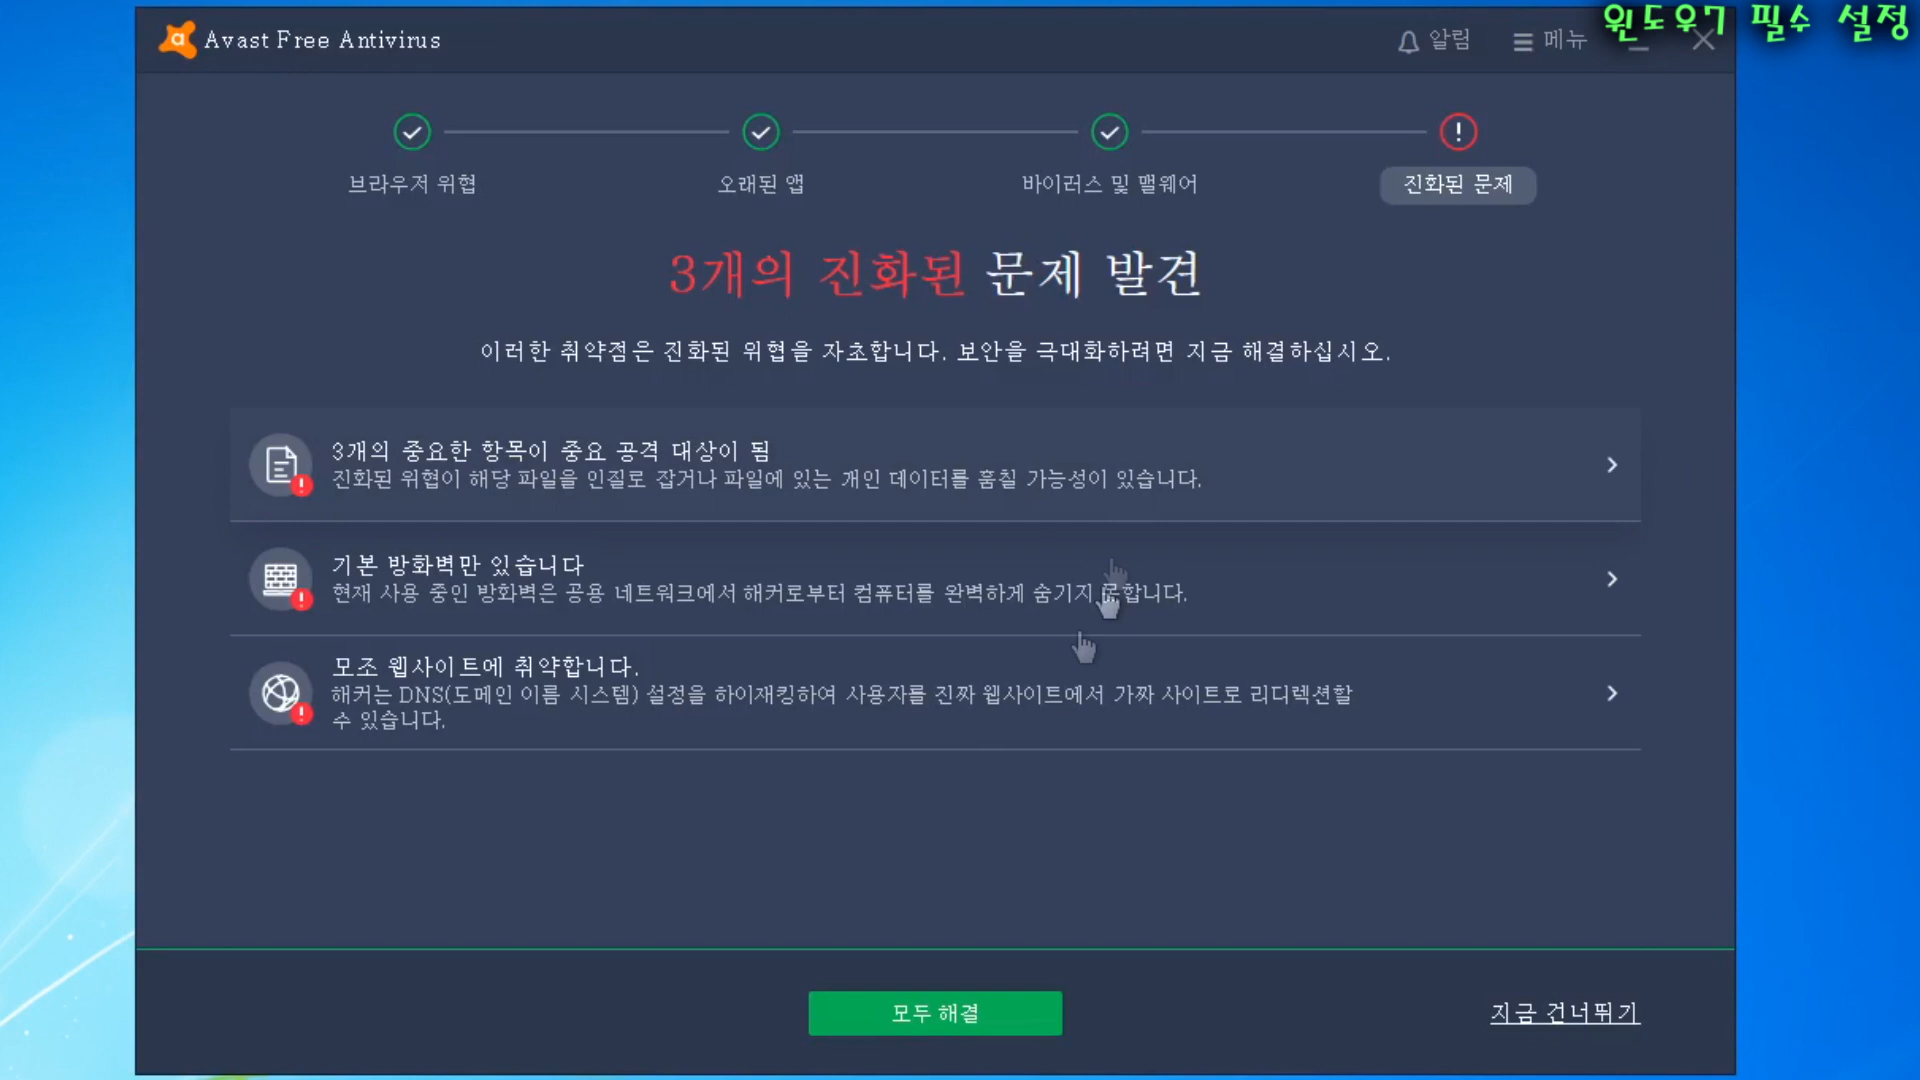 윈도우7 필수 설정
Avast Free Antivirus
알림
메뉴
브라우저 위협
오래된 앱
바이러스 및 맬웨어
진화된 문제
3개의 진화된 문제 발견
이러한 취약점은 진화된 위협을 자초합니다. 보안을 극대화하려면 지금 해결하십시오.
3개의 중요한 항목이 중요 공격 대상이 됨
진화된 위협이 해당 파일을 인질로 잡거나 파일에 있는 개인 데이터를 훔칠 가능성이 있습니다.
기본 방화벽만 있습니다
현재 사용 중인 방화벽은 공용 네트워크에서 해커로부터 컴퓨터를 완벽하게 숨기지 못합니다.
모조 웹사이트에 취약합니다.
해커는 DNS(도메인 이름 시스템) 설정을 하이재킹하여 사용자를 진짜 웹사이트에서 가짜 사이트로 리디렉션할
수 있습니다.
모두 해결
지금 건너뛰기